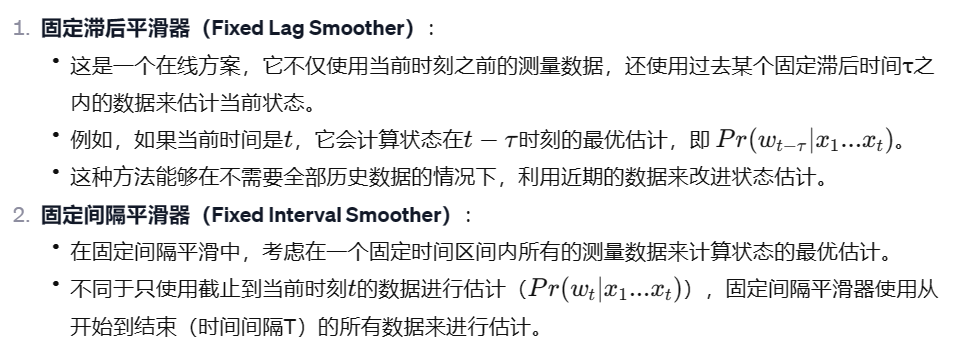 1. 固定滞后平滑器（Fixed Lag Smoother）：
• 这是一个在线方案，它不仅使用当前时刻之前的测量数据，还使用过去某个固定滞后时间τ之
内的数据来估计当前状态。
• 例如，如果当前时间是t，它会计算状态在t − τ时刻的最优估计，即 Pr(w_{t−τ}|x_1...x_t)。
• 这种方法能够在不需要全部历史数据的情况下，利用近期的数据来改进状态估计。
2. 固定间隔平滑器（Fixed Interval Smoother）：
• 在固定间隔平滑中，考虑在一个固定时间区间内所有的测量数据来计算状态的最优估计。
• 不同于只使用截止到当前时刻t的数据进行估计（Pr(w_t|x_1...x_t)），固定间隔平滑器使用从
开始到结束（时间间隔T）的所有数据来进行估计。